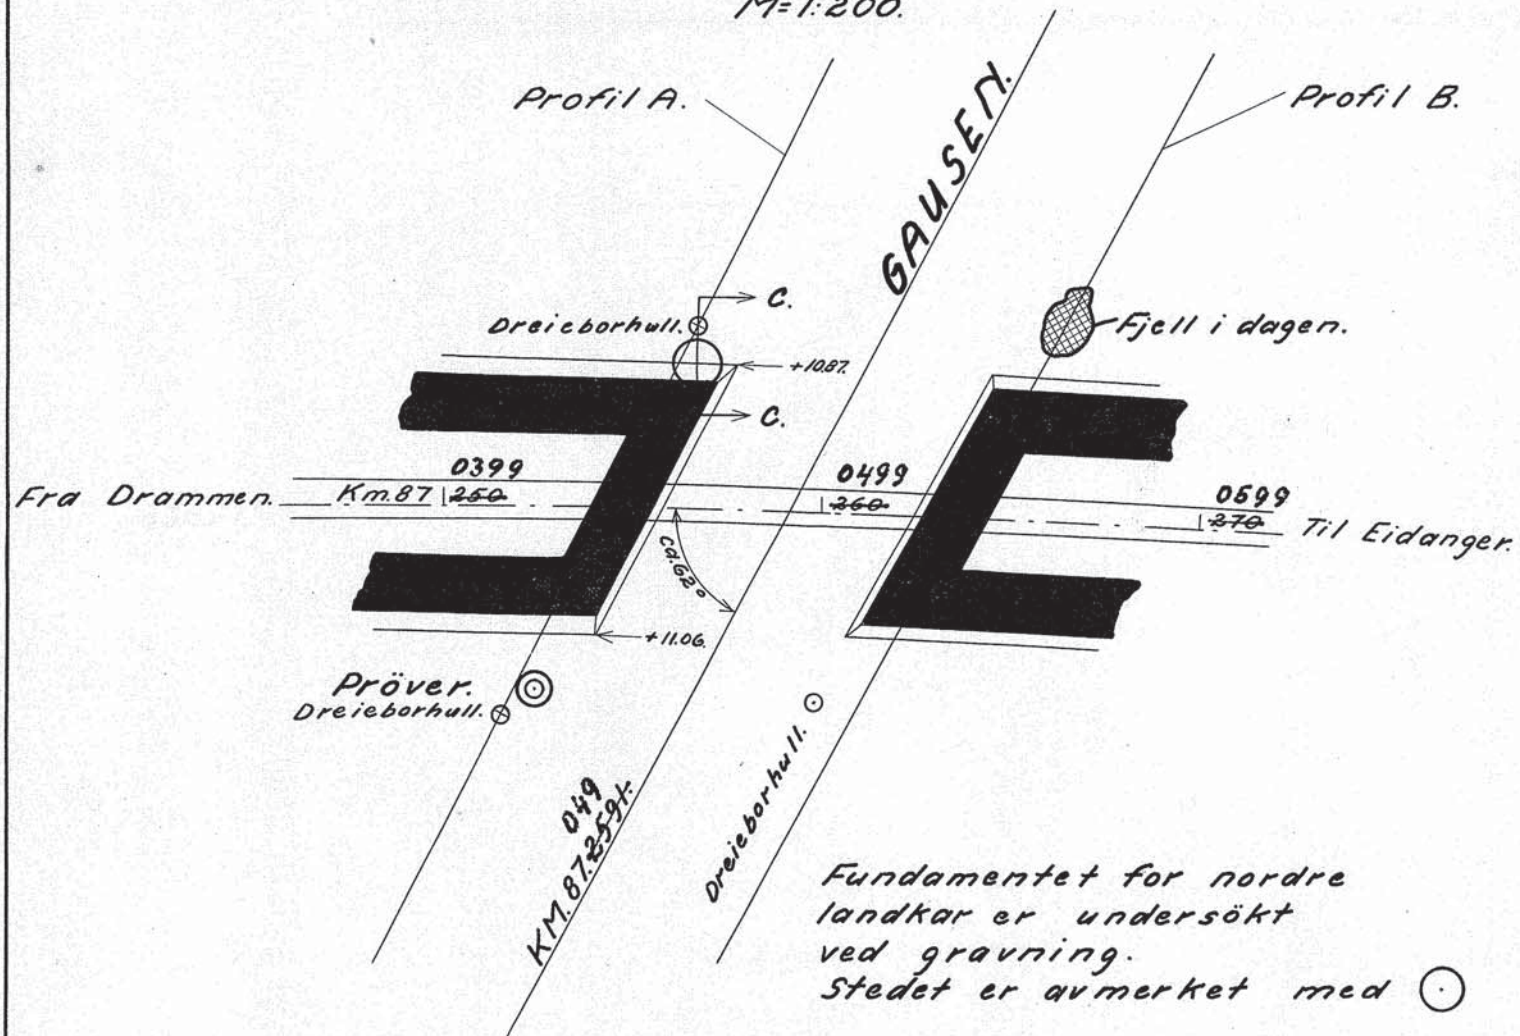 M=1:200.
Profil A.
GAUSEN.
Profil B.
C.
Dreieborhull.
Fjell i dagen.
+10.87.
C.
0399
0499
0599
Fra Drammen.
Km.87 250
260
270
Til Eidanger.
ca.62°
+11.06.
Pröver.
Dreieborhull.
Dreieborhull.
049
KM.87.259t.
Fundamentet for nordre
landkar er undersökt
ved gravning.
Stedet er avmerket med